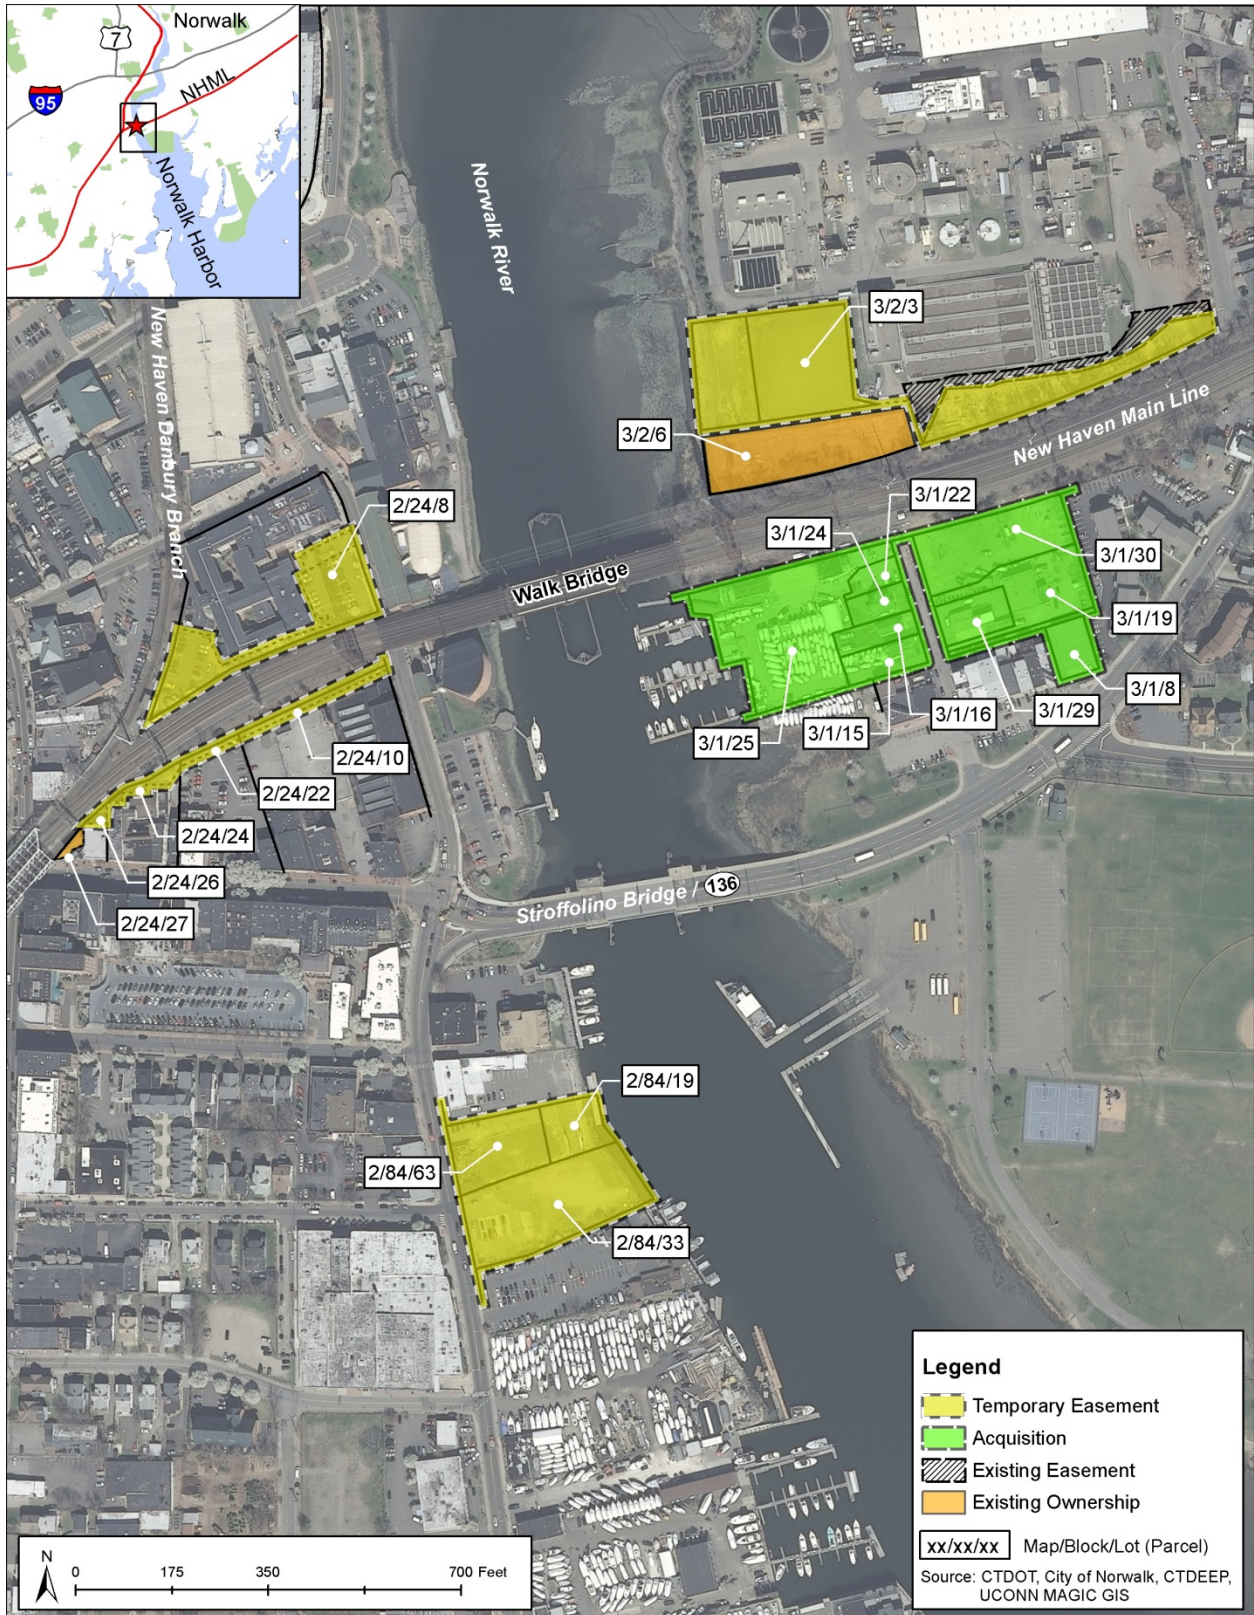 Norwalk
7
95
NHML
Norwalk Harbor
Norwalk River
New Haven Danbury Branch
3/2/3
3/2/6
New Haven Main Line
2/24/8
3/1/22
3/1/24
3/1/30
Walk Bridge
3/1/19
3/1/8
3/1/29
3/1/16
3/1/15
3/1/25
2/24/10
2/24/22
2/24/24
2/24/26
2/24/27
Stroffolino Bridge / 136
2/84/19
2/84/63
2/84/33
Legend
Temporary Easement
Acquisition
Existing Easement
Existing Ownership
xx/xx/xx Map/Block/Lot (Parcel)
Source: CTDOT, City of Norwalk, CTDEEP,
UCONN MAGIC GIS
N
0 175 350 700 Feet